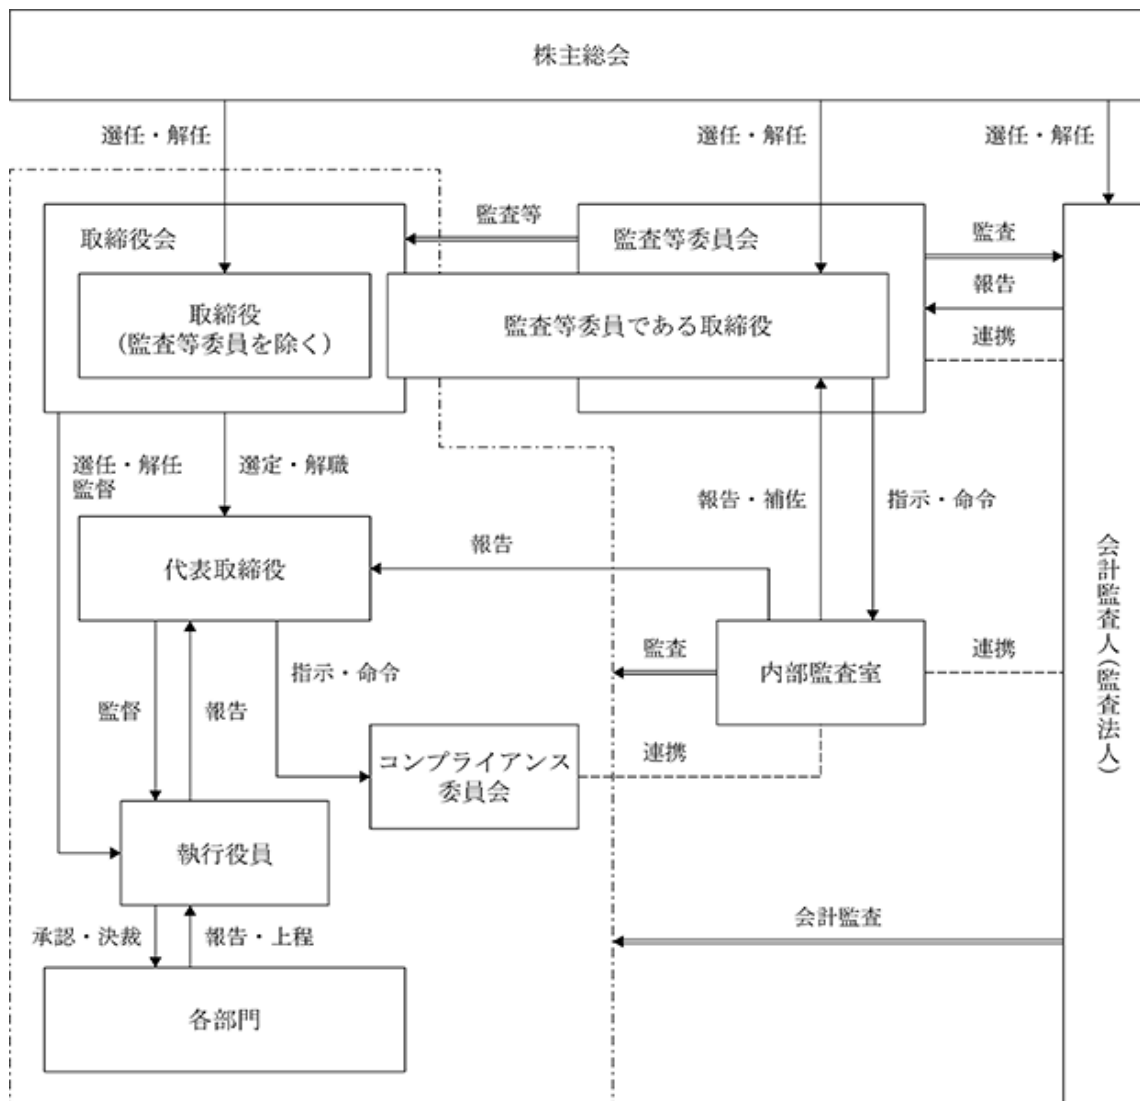 株主総会
選任・解任
選任・解任
選任・解任
取締役会
監査等
監査等委員会
監査
報告
連携
取締役
(監査等委員を除く)
監査等委員である取締役
選任・解任
監督
選定・解職
報告・補佐
指示・命令
代表取締役
報告
会計監査人(監査法人)
監査
内部監査室
連携
指示・命令
監督
報告
コンプライアンス
委員会
連携
執行役員
会計監査
承認・決裁
報告・上程
各部門